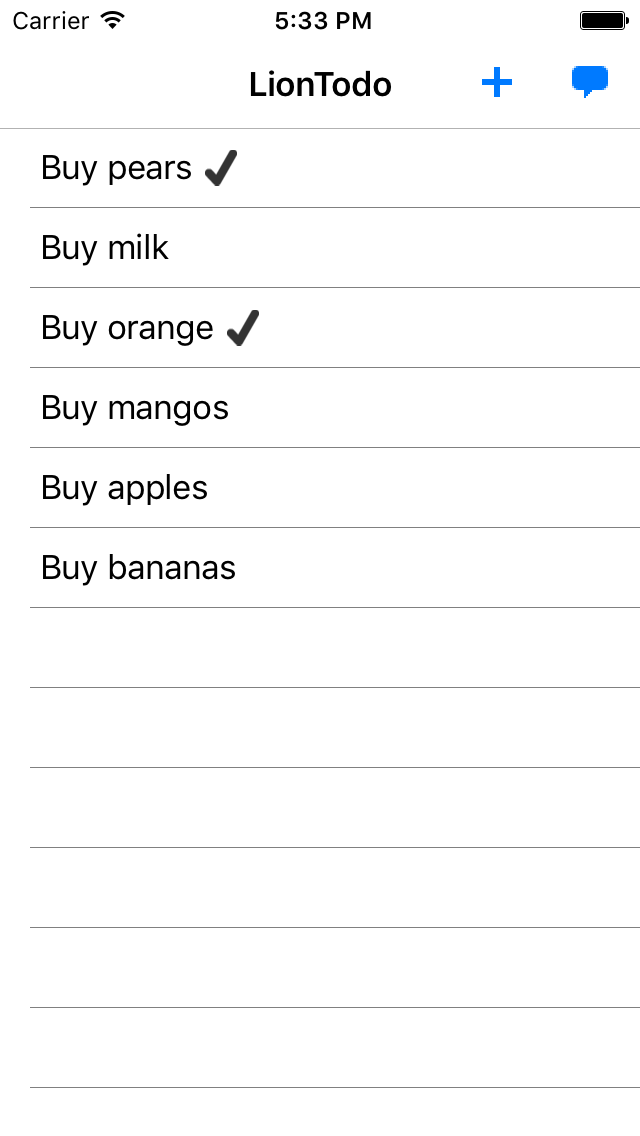 Carrier 5:33 PM
LionTodo
Buy pears ✔
Buy milk
Buy orange ✔
Buy mangos
Buy apples
Buy bananas